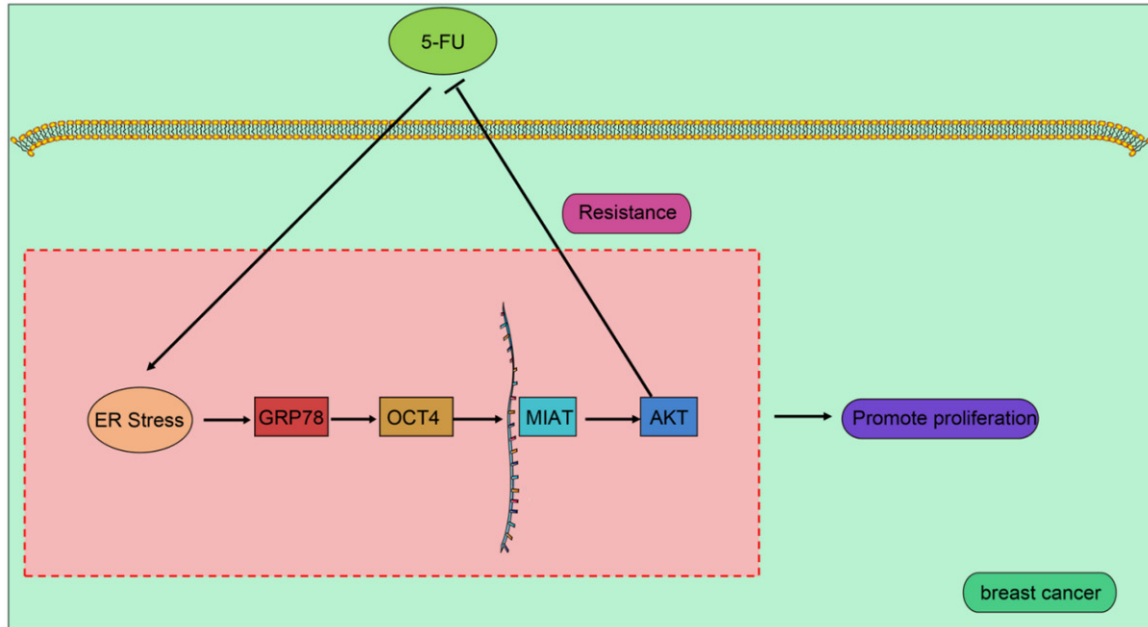 5-FU
Resistance
ER Stress
GRP78
OCT4
MIAT
AKT
Promote proliferation
breast cancer